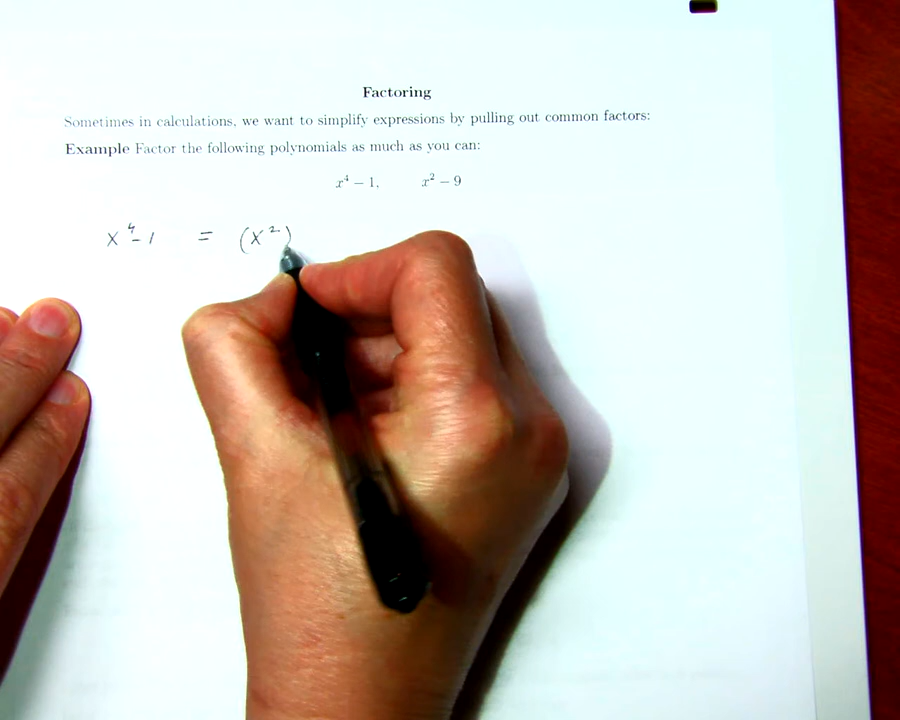 Factoring
Sometimes in calculations, we want to simplify expressions by pulling out common factors:
Example Factor the following polynomials as much as you can:
x⁴ − 1,   x² − 9
x⁴ - 1 = (x²)